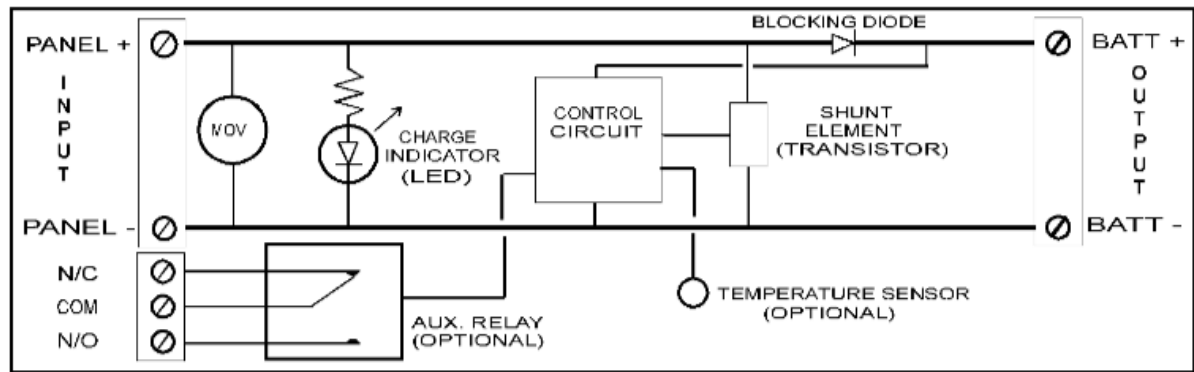 BLOCKING DIODE
PANEL +
BATT +
INPUT
MOV
CHARGE
INDICATOR
(LED)
CONTROL
CIRCUIT
SHUNT
ELEMENT
(TRANSISTOR)
OUTPUT
PANEL -
BATT -
N/C
COM
N/O
AUX. RELAY
(OPTIONAL)
TEMPERATURE SENSOR
(OPTIONAL)